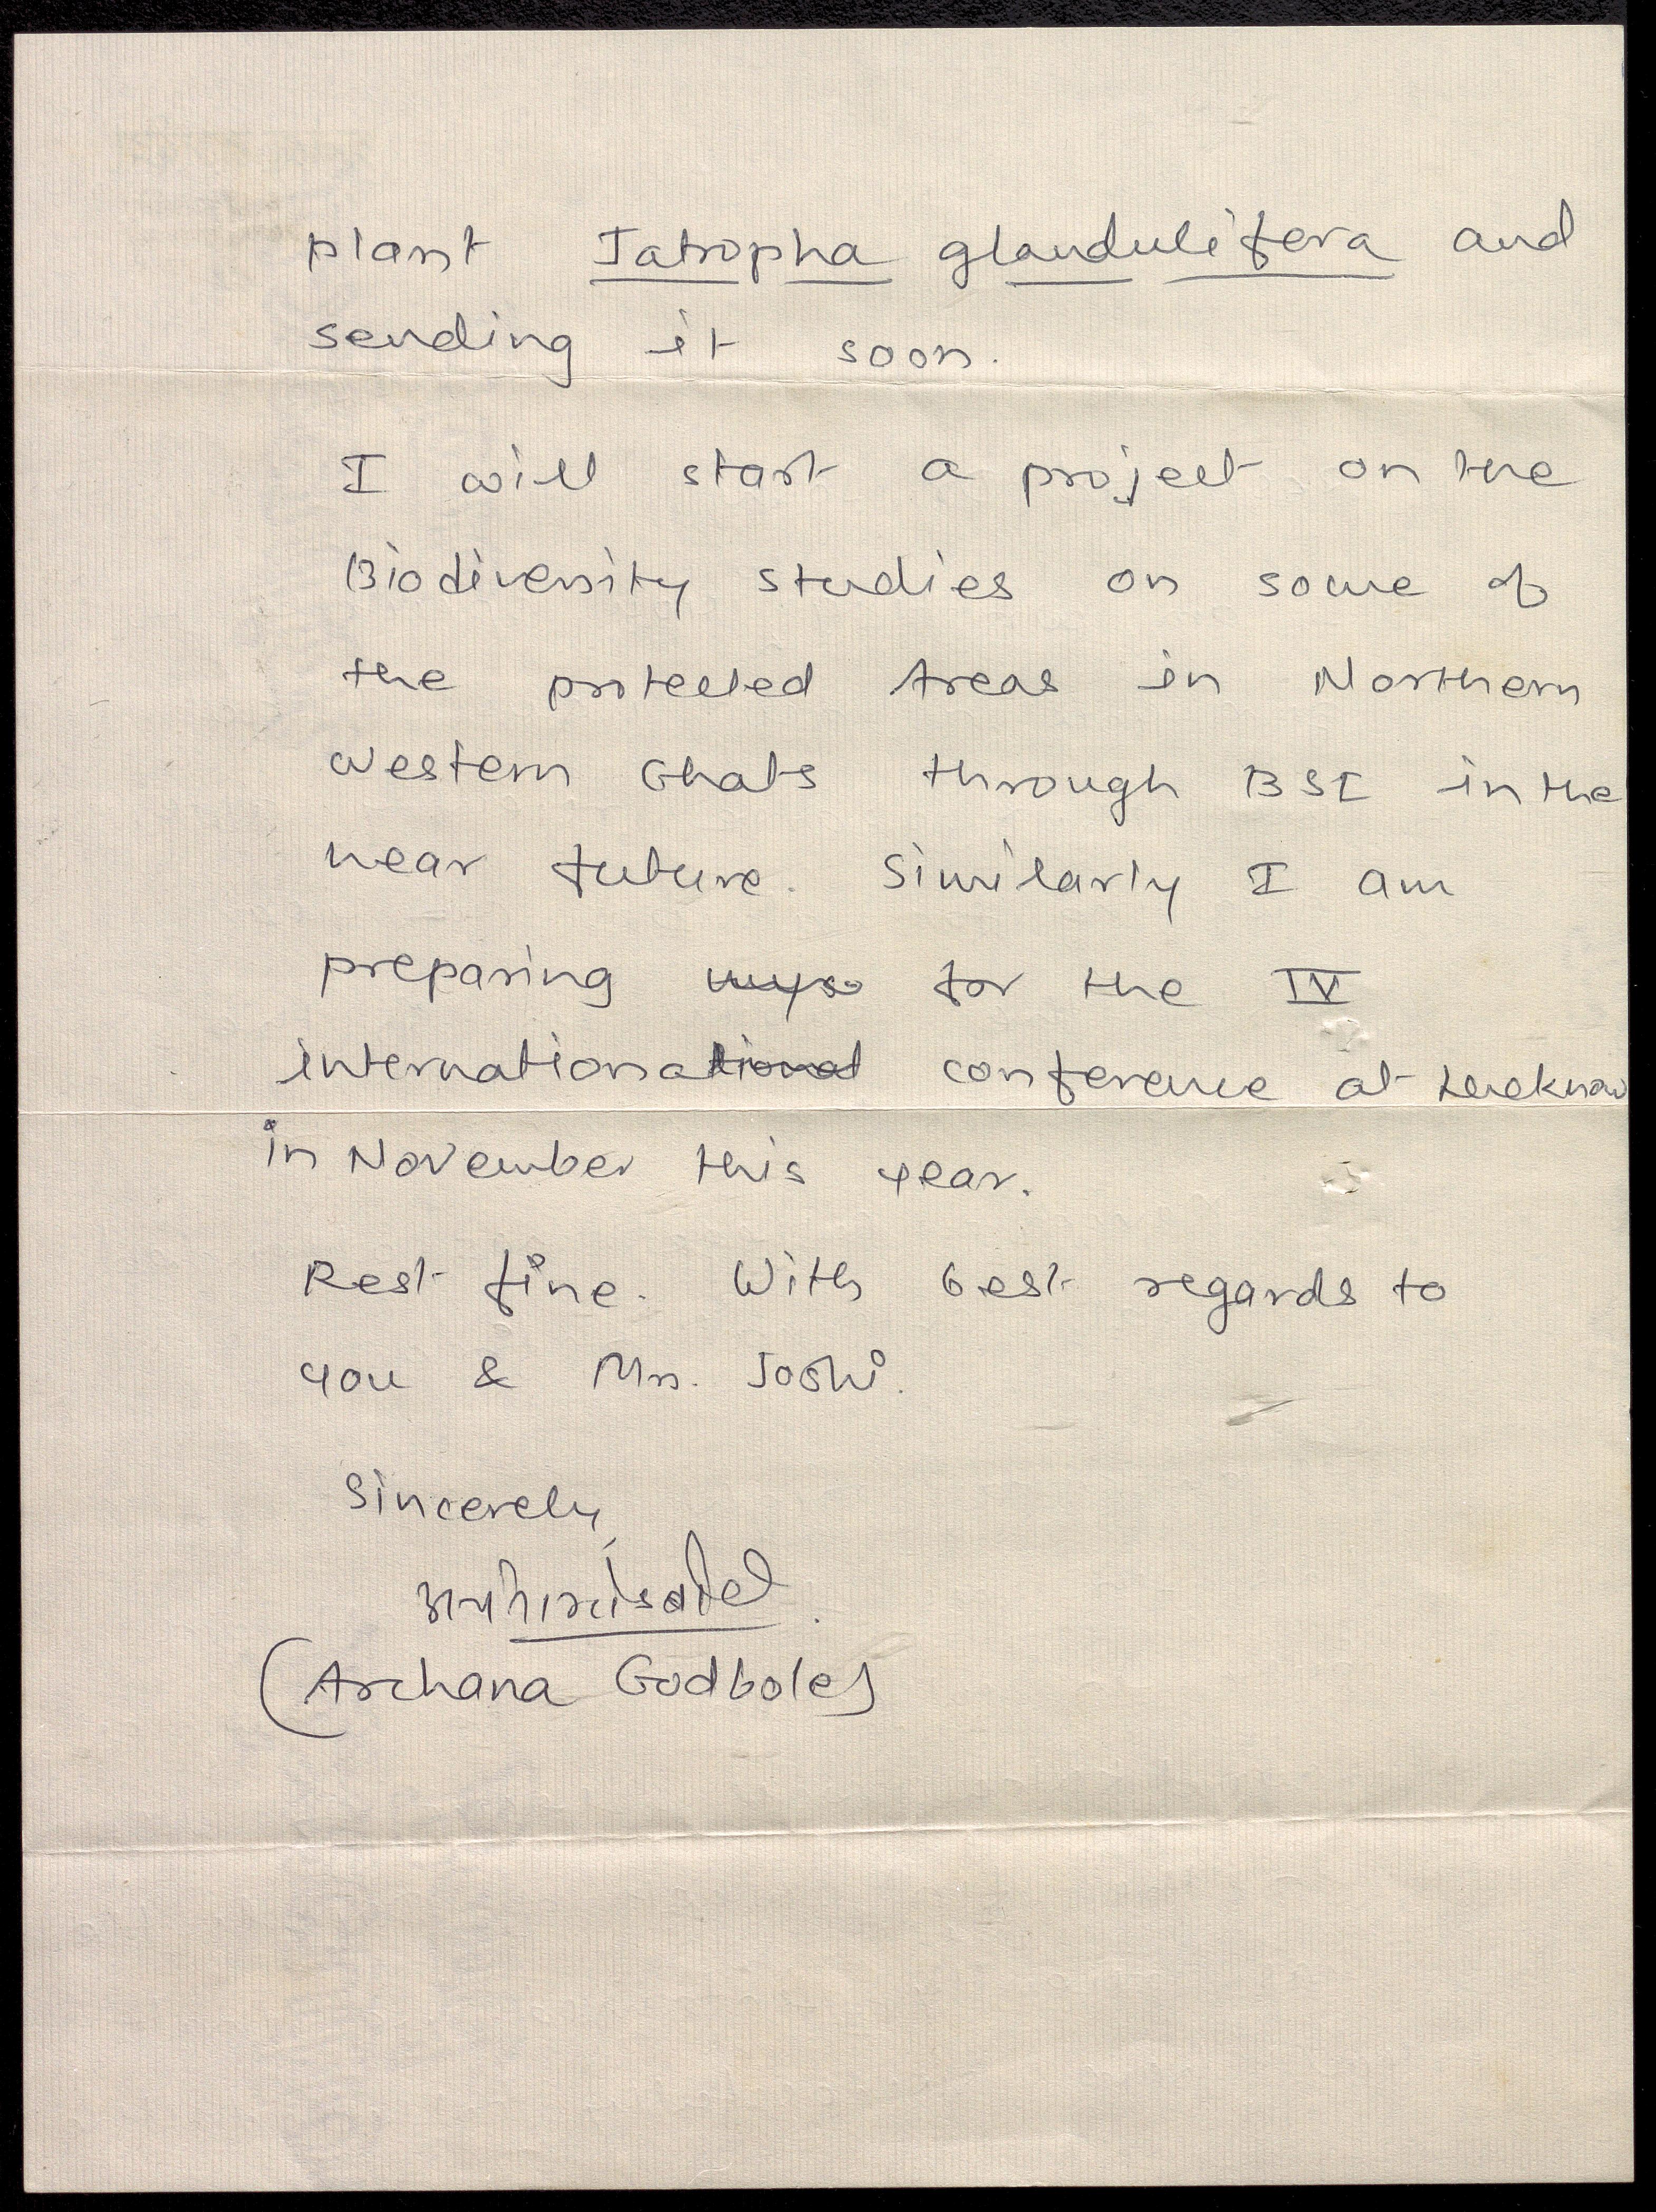 plant Jatropha glandulifera and
sending it soon.
I will start a project on the
Biodiversity studies on some of
the protected Areas in Northern
Western Ghats through BSI in the
near future. Similarly I am
preparing for the IV
internationa conference at Lucknow
in November this year.
Rest fine. With best regards to
you & Mrs. Joshi.
Sincerely,
(Archana Godbole)